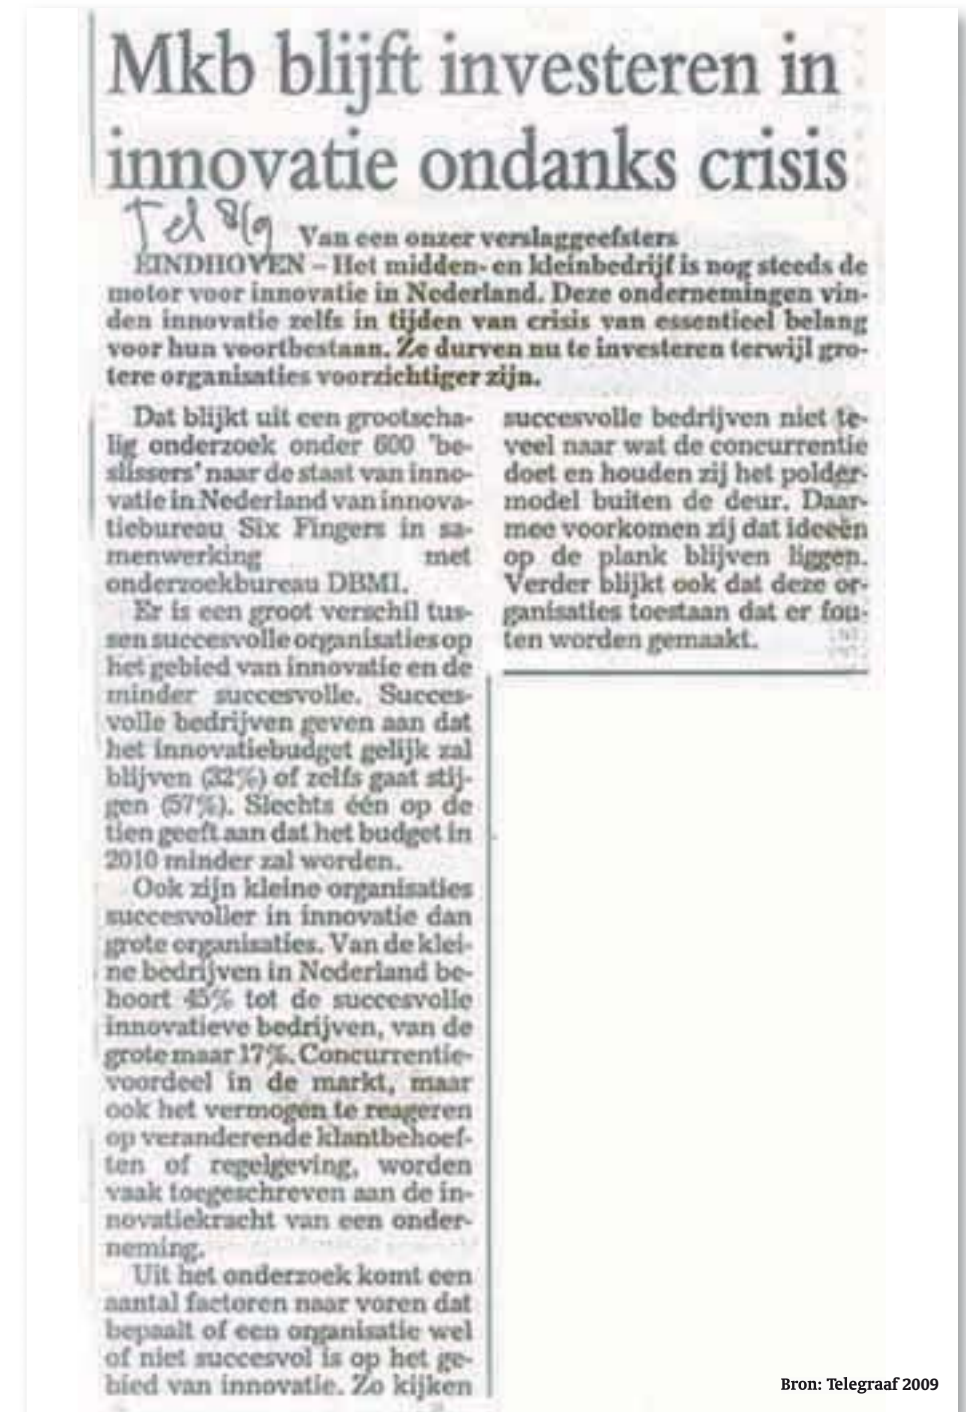 Mkb blijft investeren in
innovatie ondanks crisis
Tel 8/9
Van een onzer verslaggeefsters
EINDHOVEN – Het midden- en kleinbedrijf is nog steeds de
motor voor innovatie in Nederland. Deze ondernemingen vin-
den innovatie zelfs in tijden van crisis van essentieel belang
voor hun voortbestaan. Ze durven nu te investeren terwijl gro-
tere organisaties voorzichtiger zijn.
Dat blijkt uit een grootscha-
lig onderzoek onder 600 'be-
slissers' naar de staat van inno-
vatie in Nederland van innova-
tiebureau Six Fingers in sa-
menwerking met
onderzoekbureau DBMI.
Er is een groot verschil tus-
sen succesvolle organisaties op
het gebied van innovatie en de
minder succesvolle. Succes-
volle bedrijven geven aan dat
het innovatiebudget gelijk zal
blijven (32%) of zelfs gaat stij-
gen (57%). Slechts één op de
tien geeft aan dat het budget in
2010 minder zal worden.
Ook zijn kleine organisaties
succesvoller in innovatie dan
grote organisaties. Van de klei-
ne bedrijven in Nederland be-
hoort 45% tot de succesvolle
innovatieve bedrijven, van de
grote maar 17%. Concurrentie-
voordeel in de markt, maar
ook het vermogen te reageren
op veranderende klantbehoef-
ten of regelgeving, worden
vaak toegeschreven aan de in-
novatiekracht van een onder-
neming.
Uit het onderzoek komt een
aantal factoren naar voren dat
bepaalt of een organisatie wel
of niet succesvol is op het ge-
bied van innovatie. Zo kijken
succesvolle bedrijven niet te-
veel naar wat de concurrentie
doet en houden zij het polder-
model buiten de deur. Daar-
mee voorkomen zij dat ideeën
op de plank blijven liggen.
Verder blijkt ook dat deze or-
ganisaties toestaan dat er fou-
ten worden gemaakt.
Bron: Telegraaf 2009